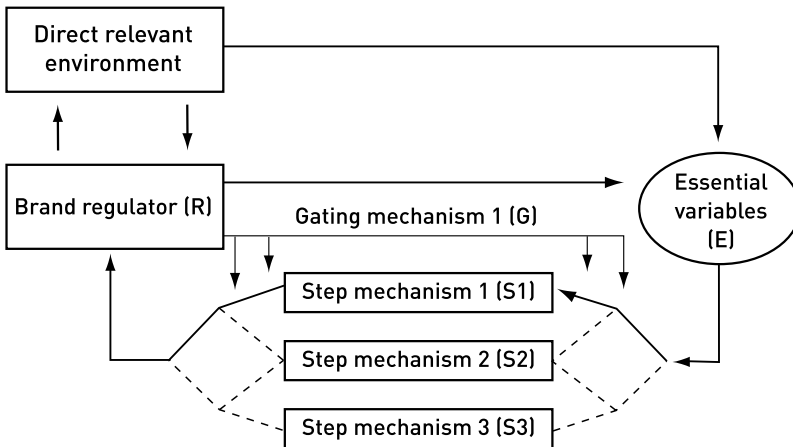 Direct relevant
environment
Brand regulator (R)
Essential
variables
(E)
Gating mechanism 1 (G)
Step mechanism 1 (S1)
Step mechanism 2 (S2)
Step mechanism 3 (S3)